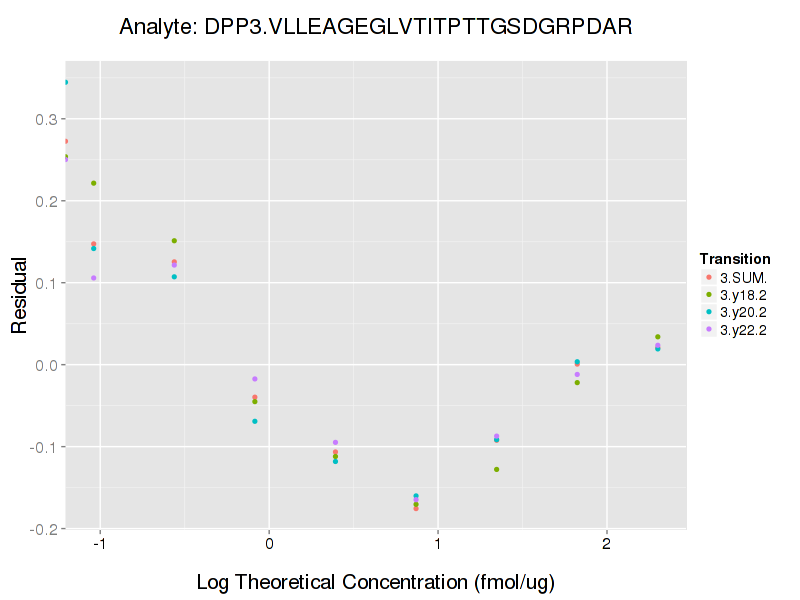 Analyte: DPP3.VLLEAGEGLVTITPTTGSDGRPDAR
0.3
0.2
0.1
0.0
-0.1
-0.2
Residual
-1
0
1
2
Log Theoretical Concentration (fmol/ug)
Transition
3.SUM.
3.y18.2
3.y20.2
3.y22.2